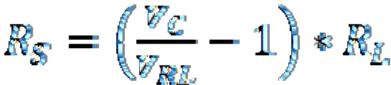 R_S = (V_C / V_RL − 1) * R_L